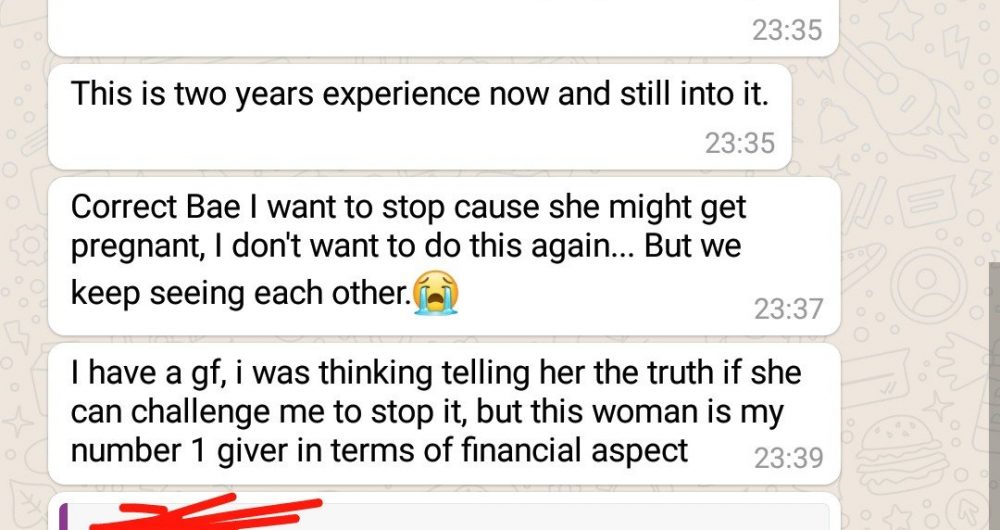 23:35
This is two years experience now and still into it.
23:35
Correct Bae I want to stop cause she might get
pregnant, I don't want to do this again... But we
keep seeing each other.😭
23:37
I have a gf, i was thinking telling her the truth if she
can challenge me to stop it, but this woman is my
number 1 giver in terms of financial aspect
23:39